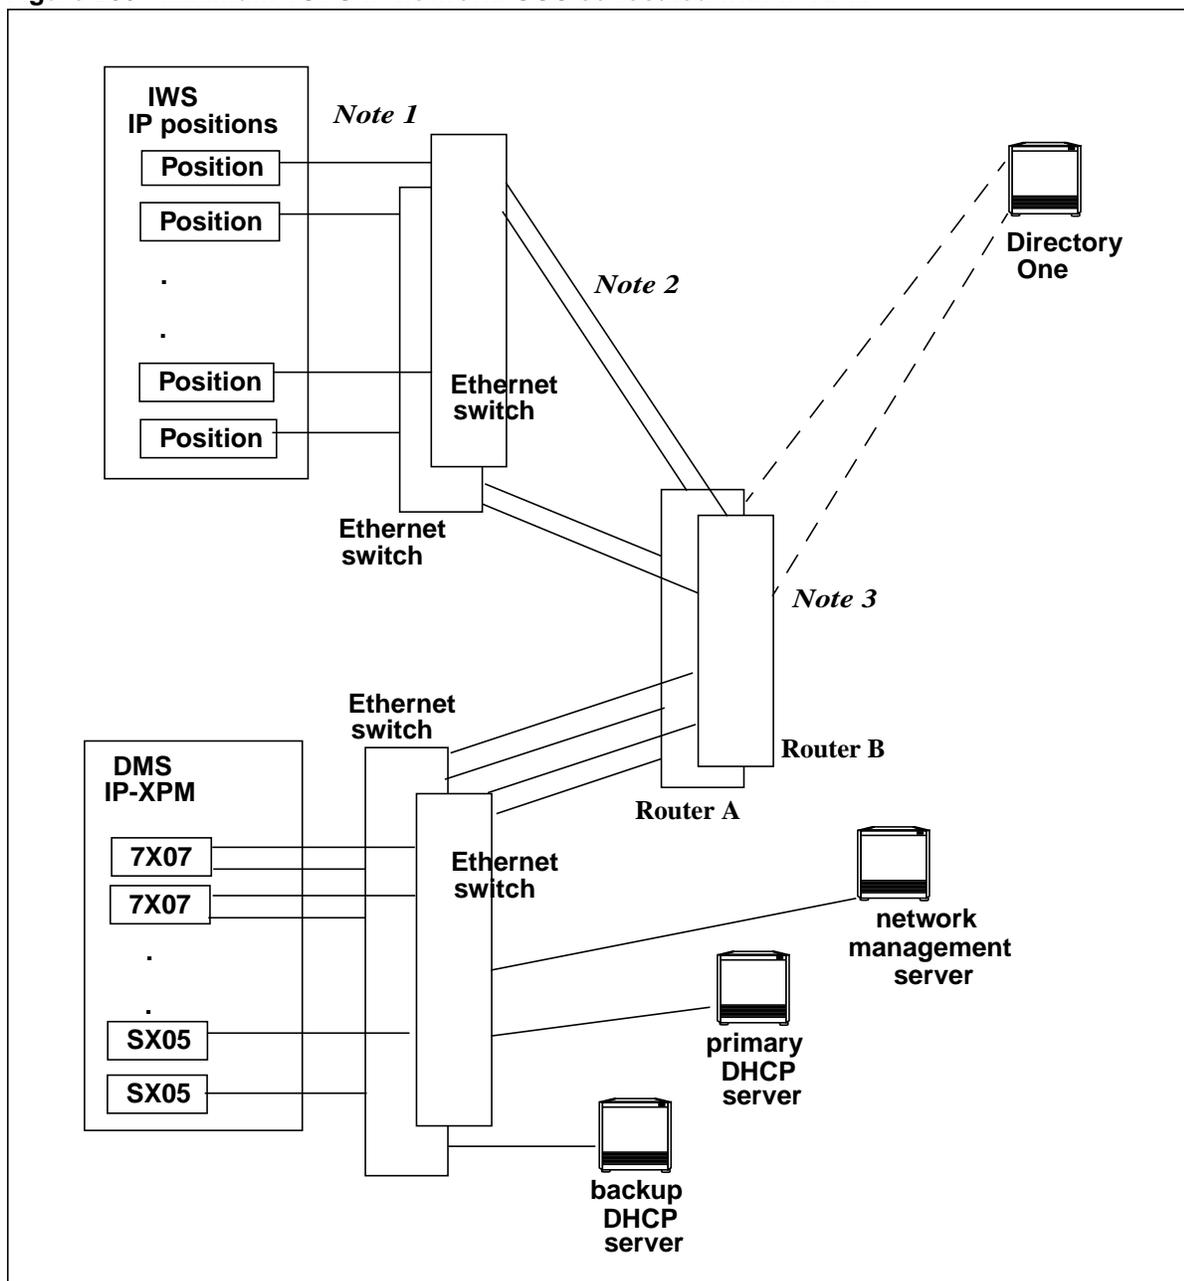 IWS
IP positions
Note 1
Position
Position
.
.
Position
Position
Ethernet
switch
Ethernet
switch
Note 2
Directory
One
Note 3
Router B
Router A
Ethernet
switch
DMS
IP-XPM
7X07
7X07
.
.
SX05
SX05
Ethernet
switch
network
management
server
primary
DHCP
server
backup
DHCP
server